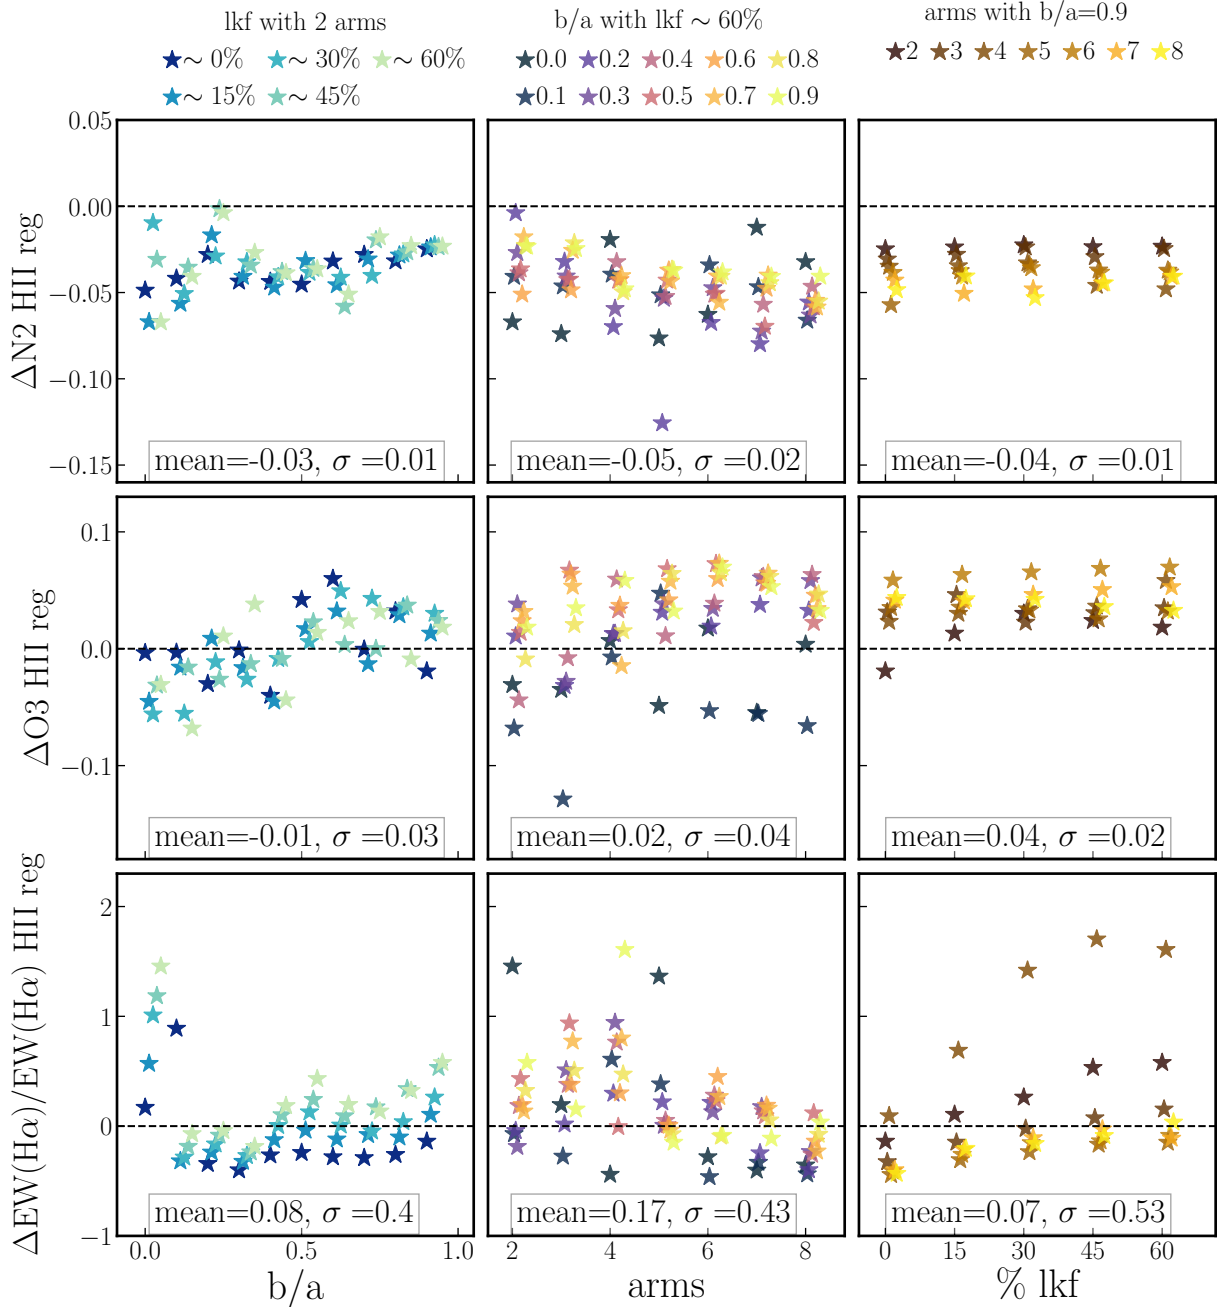 lkf with 2 arms
b/a with lkf ∼ 60%
arms with b/a=0.9
∼ 0% ∼ 30% ∼ 60%
∼ 15% ∼ 45%
0.0 0.2 0.4 0.6 0.8
0.1 0.3 0.5 0.7 0.9
2 3 4 5 6 7 8
ΔN2 HII reg
0.05
0.00
−0.05
−0.10
−0.15
mean=-0.03, σ =0.01
mean=-0.05, σ =0.02
mean=-0.04, σ =0.01
ΔO3 HII reg
0.1
0.0
−0.1
mean=-0.01, σ =0.03
mean=0.02, σ =0.04
mean=0.04, σ =0.02
ΔEW(Hα)/EW(Hα) HII reg
2
1
0
−1
mean=0.08, σ =0.4
mean=0.17, σ =0.43
mean=0.07, σ =0.53
0.0 0.5 1.0
2 4 6 8
0 15 30 45 60
b/a
arms
% lkf